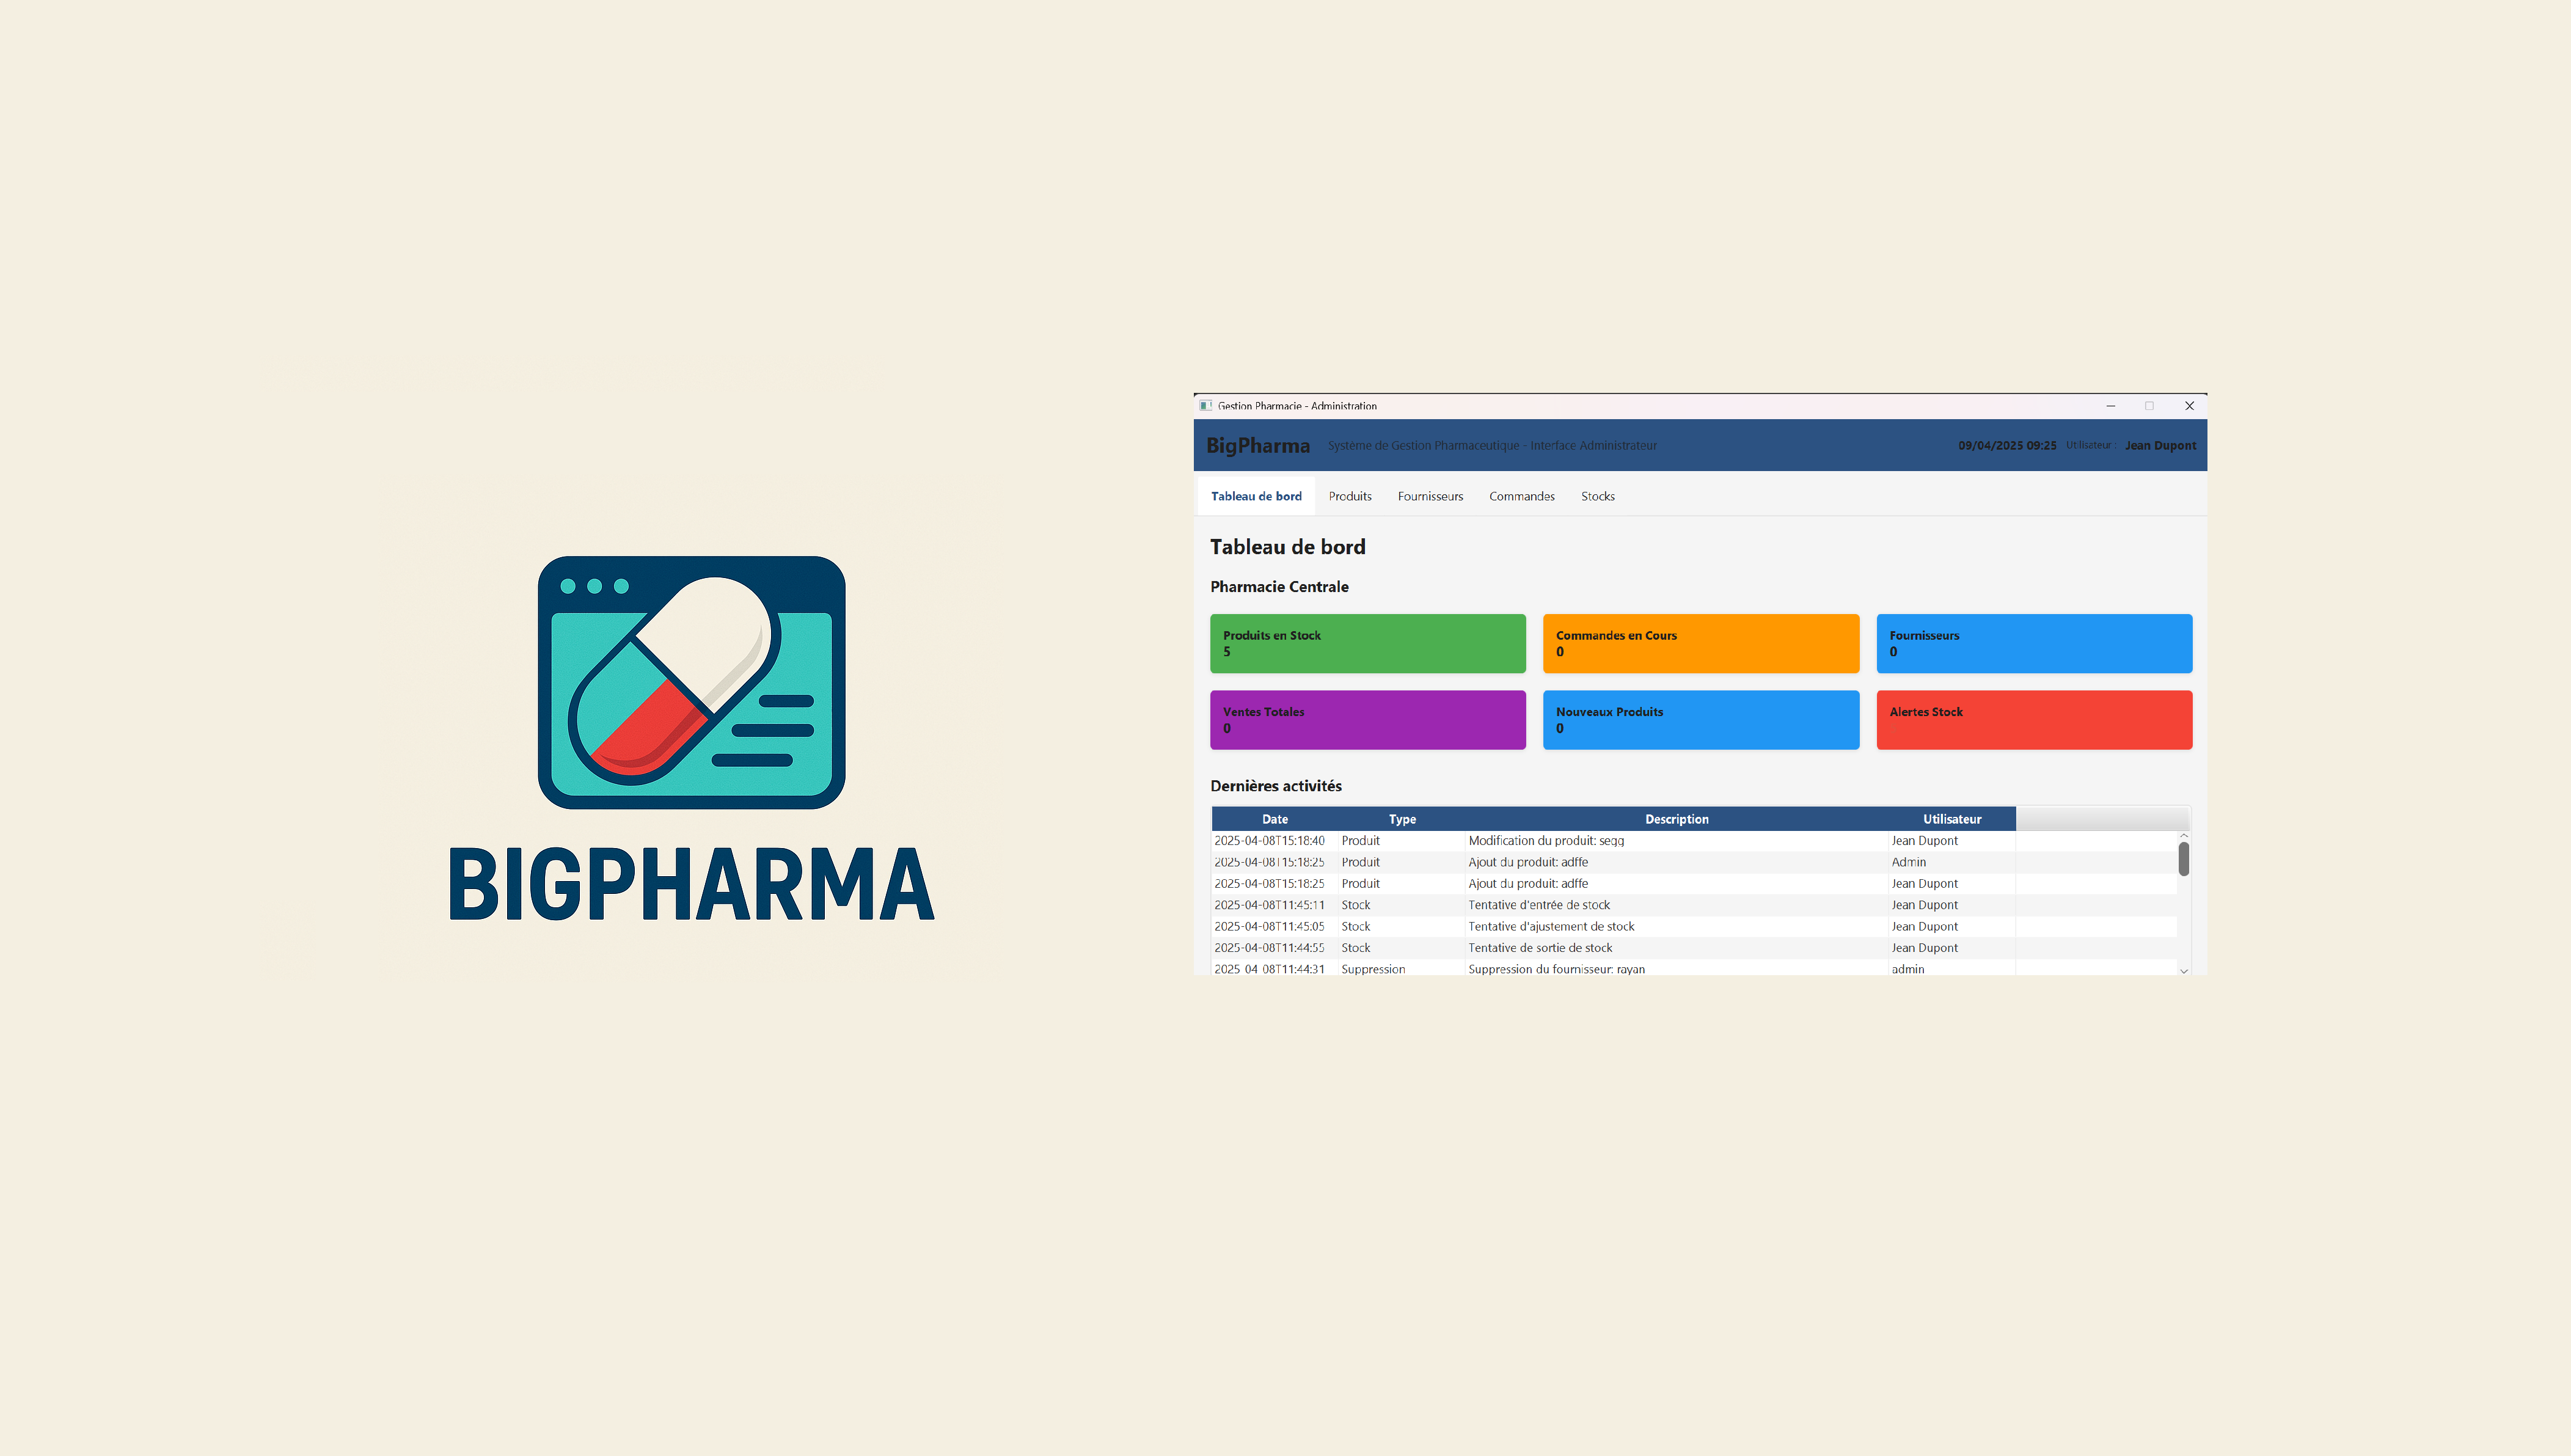 BIGPHARMA
Gestion Pharmacie - Administration
BigPharma Système de Gestion Pharmaceutique - Interface Administrateur 09/04/2025 09:25 Utilisateur : Jean Dupont
Tableau de bord Produits Fournisseurs Commandes Stocks
Tableau de bord
Pharmacie Centrale
Produits en Stock Commandes en Cours Fournisseurs
5 0 0
Ventes Totales Nouveaux Produits Alertes Stock
0 0
Dernières activités
Date Type Description Utilisateur
2025-04-08T15:18:40 Produit Modification du produit: segg Jean Dupont
2025-04-08T15:18:25 Produit Ajout du produit: adffe Admin
2025-04-08T15:18:25 Produit Ajout du produit: adffe Jean Dupont
2025-04-08T11:45:11 Stock Tentative d'entrée de stock Jean Dupont
2025-04-08T11:45:05 Stock Tentative d'ajustement de stock Jean Dupont
2025-04-08T11:44:55 Stock Tentative de sortie de stock Jean Dupont
2025-04-08T11:44:31 Suppression Suppression du fournisseur: rayan admin